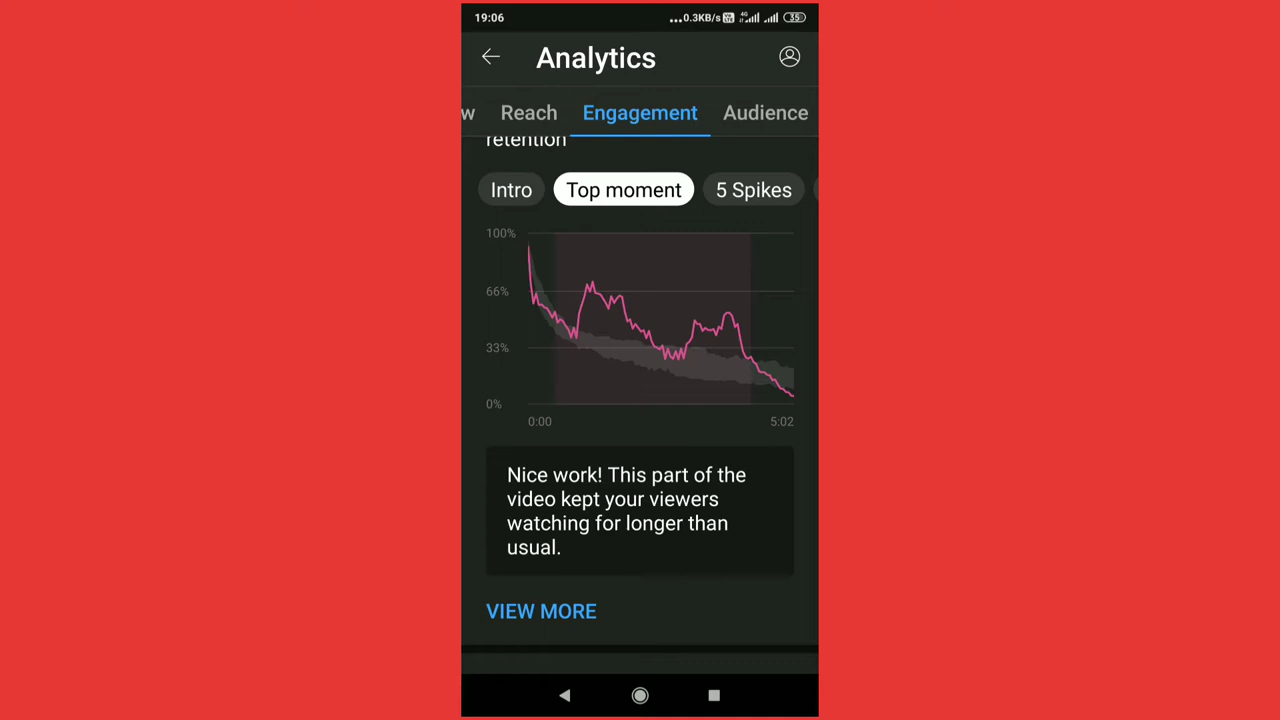 19:06
...0.3KB/s
4G
35
Analytics
w Reach Engagement Audience
retention
Intro Top moment 5 Spikes
100%
66%
33%
0%
0:00 5:02
Nice work! This part of the
video kept your viewers
watching for longer than
usual.
VIEW MORE